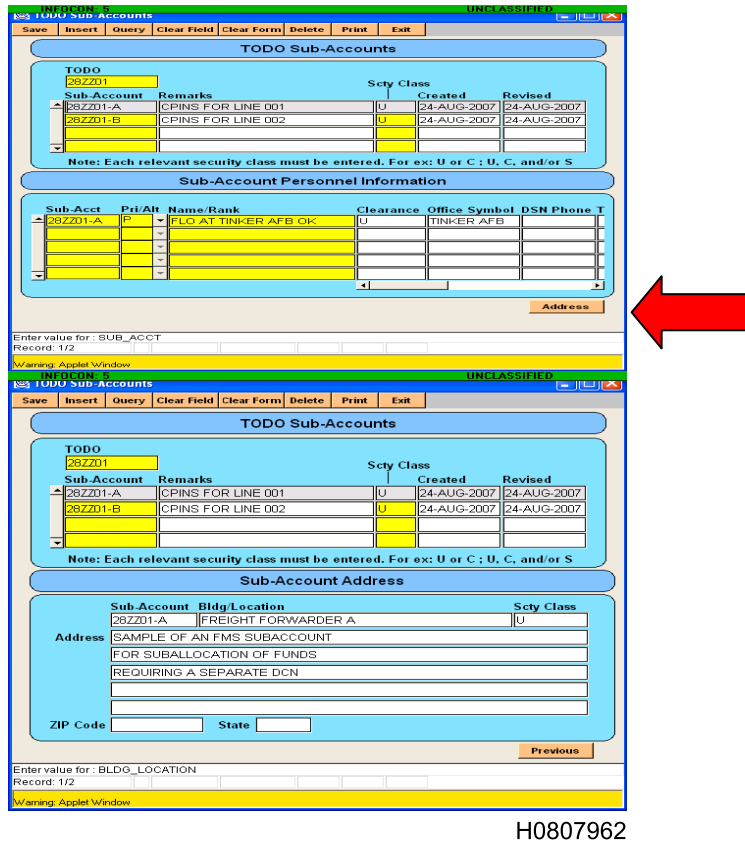 INFOCON: 5 UNCLASSIFIED
TODO Sub-Accounts
Save Insert Query Clear Field Clear Form Delete Print Exit
TODO Sub-Accounts
TODO
28ZZ01 Scty Class
Sub-Account Remarks Created Revised
28ZZ01-A CPINS FOR LINE 001 U 24-AUG-2007 24-AUG-2007
28ZZ01-B CPINS FOR LINE 002 U 24-AUG-2007 24-AUG-2007
Note: Each relevant security class must be entered. For ex: U or C ; U, C, and/or S
Sub-Account Personnel Information
Sub-Acct Pri/Alt Name/Rank Clearance Office Symbol DSN Phone T
28ZZ01-A P FLO AT TINKER AFB OK U TINKER AFB
Address
Enter value for : SUB_ACCT
Record: 1/2
Warning: Applet Window
INFOCON: 5 UNCLASSIFIED
TODO Sub-Accounts
Save Insert Query Clear Field Clear Form Delete Print Exit
TODO Sub-Accounts
TODO
28ZZ01 Scty Class
Sub-Account Remarks Created Revised
28ZZ01-A CPINS FOR LINE 001 U 24-AUG-2007 24-AUG-2007
28ZZ01-B CPINS FOR LINE 002 U 24-AUG-2007 24-AUG-2007
Note: Each relevant security class must be entered. For ex: U or C ; U, C, and/or S
Sub-Account Address
Sub-Account Bldg/Location Scty Class
28ZZ01-A FREIGHT FORWARDER A U
Address SAMPLE OF AN FMS SUBACCOUNT
FOR SUBALLOCATION OF FUNDS
REQUIRING A SEPARATE DCN
ZIP Code State
Previous
Enter value for : BLDG_LOCATION
Record: 1/2
Warning: Applet Window
H0807962